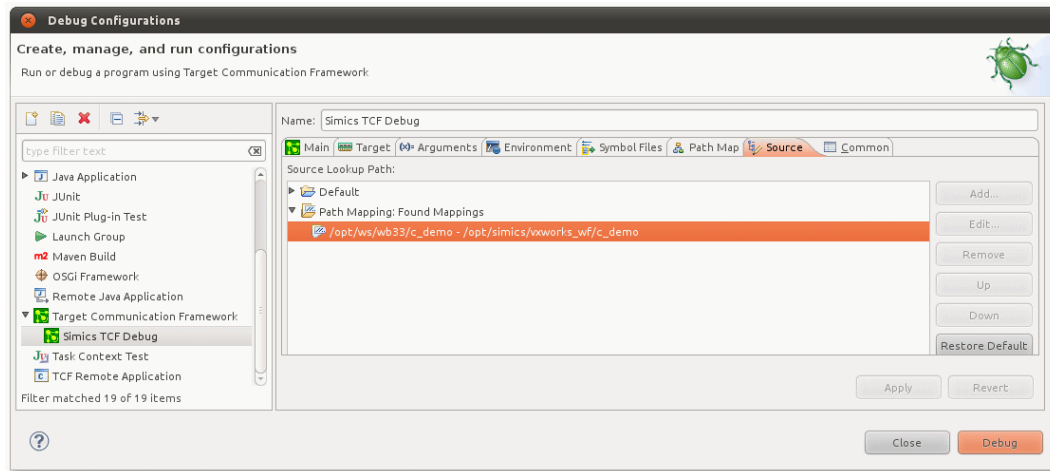 Debug Configurations
Create, manage, and run configurations
Run or debug a program using Target Communication Framework
type filter text
Java Application
JUnit
JUnit Plug-in Test
Launch Group
Maven Build
OSGi Framework
Remote Java Application
Target Communication Framework
Simics TCF Debug
Task Context Test
TCF Remote Application
Filter matched 19 of 19 items
Name: Simics TCF Debug
Main Target Arguments Environment Symbol Files Path Map Source Common
Source Lookup Path:
Default
Path Mapping: Found Mappings
/opt/ws/wb33/c_demo - /opt/simics/vxworks_wf/c_demo
Add...
Edit...
Remove
Up
Down
Restore Default
Apply Revert
Close Debug